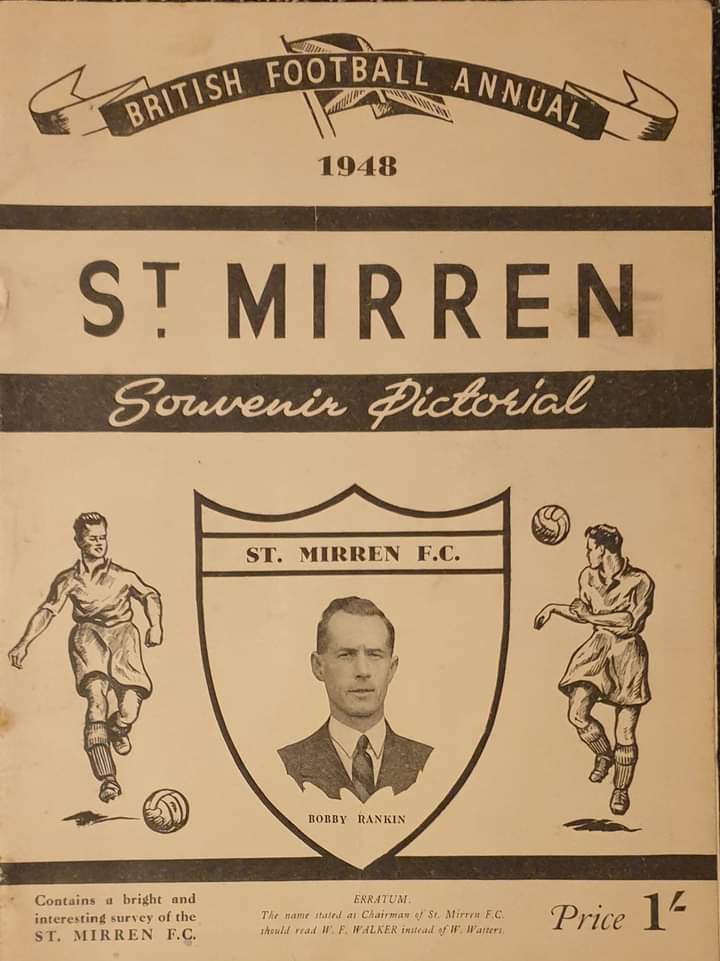 BRITISH FOOTBALL ANNUAL
1948
ST. MIRREN
Souvenir Pictorial
ST. MIRREN F.C.
BOBBY RANKIN
Contains a bright and
interesting survey of the
ST. MIRREN F.C.
ERRATUM.
The name stated as Chairman of St. Mirren F.C.
should read W. F. WALKER instead of W. Watters.
Price 1/-